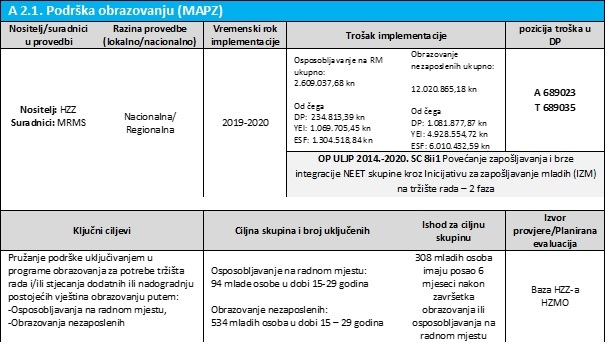 A 2.1. Podrška obrazovanju (MAPZ)
Nositelj/suradnici
u provedbi
Razina provedbe
(lokalno/nacionalno)
Vremenski rok
implementacije
Trošak implementacije
pozicija troška u
DP
Nositelj: HZZ
Suradnici: MRMS
Nacionalna/
Regionalna
2019-2020
Osposobljavanje na RM
ukupno:
2.609.037,68 kn
Od čega
DP: 234.813,39 kn
YEI: 1.069.705,45 kn
ESF: 1.304.518,84 kn
Obrazovanje
nezaposlenih ukupno:
12.020.865,18 kn
Od čega
DP: 1.081.877,87 kn
YEI: 4.928.554,72 kn
ESF: 6.010.432,59 kn
A 689023
T 689035
OP ULJP 2014.-2020. SC 8ii1 Povećanje zapošljavanja i brze
integracije NEET skupine kroz Inicijativu za zapošljavanje mladih (IZM)
na tržište rada – 2 faza
Ključni ciljevi
Ciljna skupina i broj uključenih
Ishod za ciljnu
skupinu
Izvor
provjere/Planirana
evaluacija
Pružanje podrške uključivanjem u
programe obrazovanja za potrebe tržišta
rada i/ili stjecanja dodatnih ili nadogradnju
postojećih vještina obrazovanju putem:
-Osposobljavanja na radnom mjestu,
-Obrazovanja nezaposlenih
Osposobljavanje na radnom mjestu:
94 mlade osobe u dobi 15-29 godina
Obrazovanje nezaposlenih:
534 mladih osoba u dobi 15 – 29 godina
308 mladih osoba
imaju posao 6
mjeseci nakon
završetka
obrazovanja ili
osposobljavanja na
radnom mjestu
Baza HZZ-a
HZMO